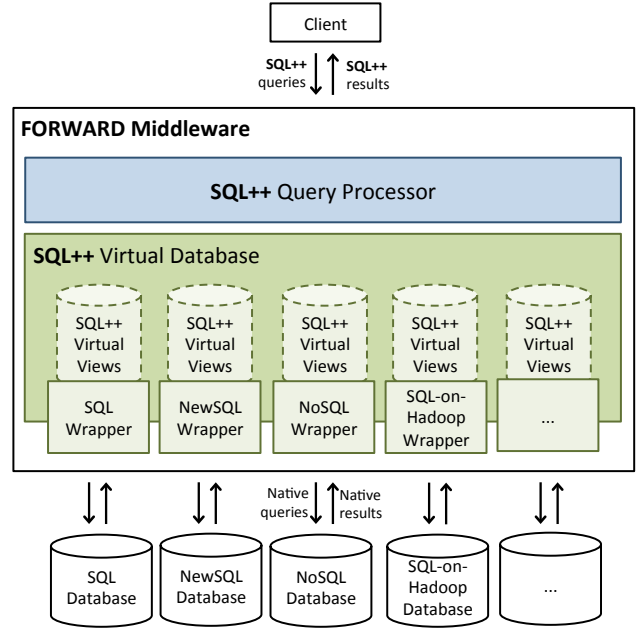 Client
SQL++ SQL++
queries results
FORWARD Middleware
SQL++ Query Processor
SQL++ Virtual Database
SQL++ Virtual Views
SQL++ Virtual Views
SQL++ Virtual Views
SQL++ Virtual Views
SQL++ Virtual Views
SQL Wrapper
NewSQL Wrapper
NoSQL Wrapper
SQL-on-Hadoop Wrapper
...
Native Native
queries results
SQL Database
NewSQL Database
NoSQL Database
SQL-on-Hadoop Database
...